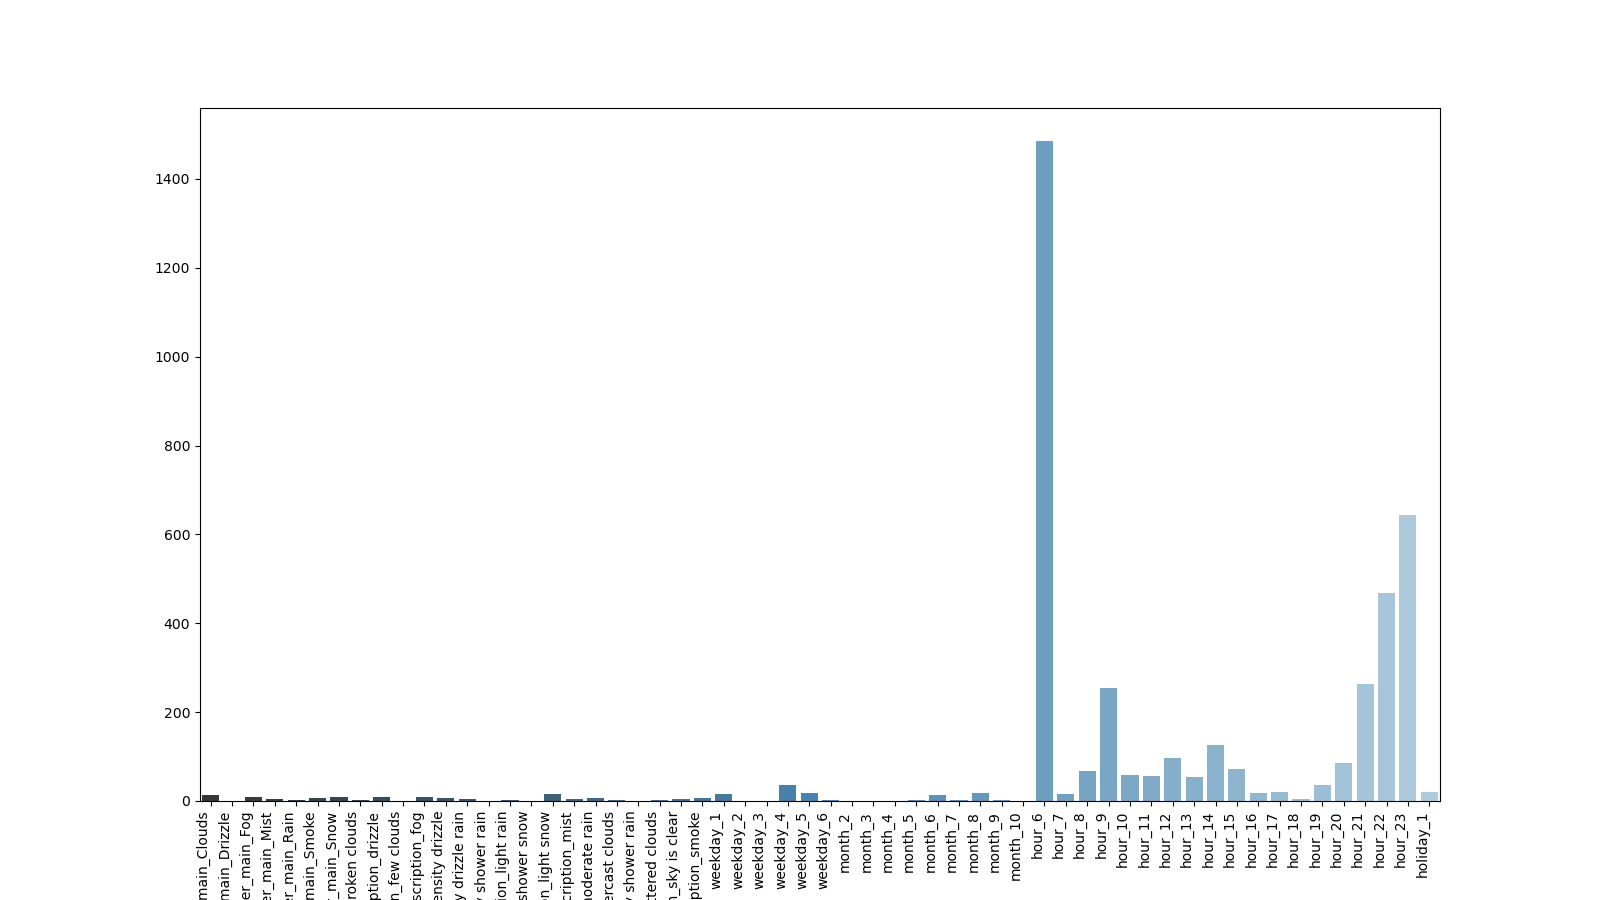 1400
1200
1000
800
600
400
200
0
main_Clouds
main_Drizzle
er_main_Fog
er_main_Mist
er_main_Rain
main_Smoke
_main_Snow
roken clouds
ption_drizzle
n_few clouds
scription_fog
ensity drizzle
y drizzle rain
y shower rain
ion_light rain
shower snow
n_light snow
cription_mist
moderate rain
ercast clouds
y shower rain
ttered clouds
n_sky is clear
ption_smoke
weekday_1
weekday_2
weekday_3
weekday_4
weekday_5
weekday_6
month_2
month_3
month_4
month_5
month_6
month_7
month_8
month_9
month_10
hour_6
hour_7
hour_8
hour_9
hour_10
hour_11
hour_12
hour_13
hour_14
hour_15
hour_16
hour_17
hour_18
hour_19
hour_20
hour_21
hour_22
hour_23
holiday_1